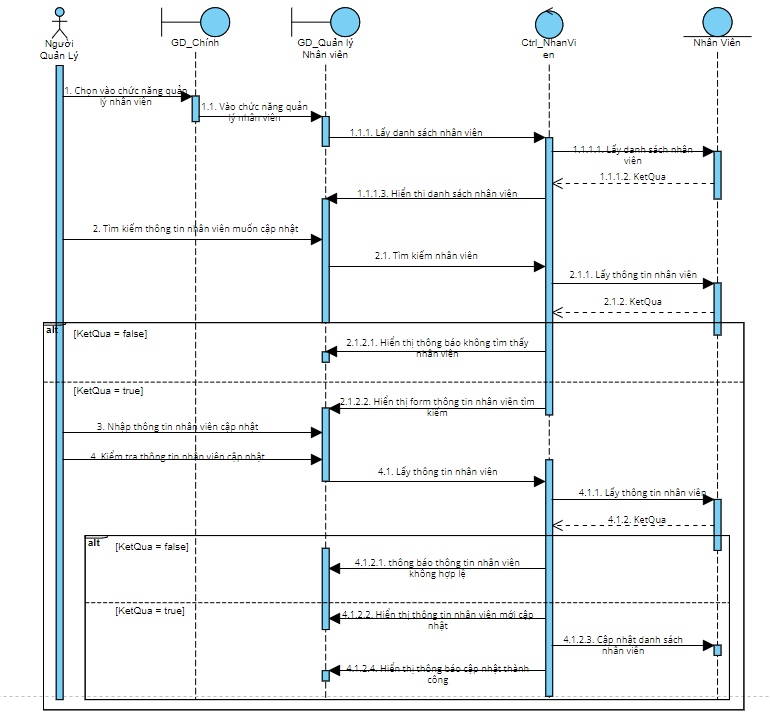 Người
Quản Lý
GD_Chính
GD_Quản lý
Nhân viên
Ctrl_NhanVi
en
Nhân Viên
1. Chọn vào chức năng quản
lý nhân viên
1.1. Vào chức năng quản
lý nhân viên
1.1.1. Lấy danh sách nhân viên
1.1.1.1. Lấy danh sách nhân
viên
1.1.1.2. KetQua
1.1.1.3. Hiển thị danh sách nhân viên
2. Tìm kiếm thông tin nhân viên muốn cập nhật
2.1. Tìm kiếm nhân viên
2.1.1. Lấy thông tin nhân viên
2.1.2. KetQua
alt
[KetQua = false]
2.1.2.1. Hiển thị thông báo không tìm thấy
nhân viên
[KetQua = true]
2.1.2.2. Hiển thị form thông tin nhân viên tìm
kiếm
3. Nhập thông tin nhân viên cập nhật
4. Kiểm tra thông tin nhân viên cập nhật
4.1. Lấy thông tin nhân viên
4.1.1. Lấy thông tin nhân viên
4.1.2. KetQua
alt
[KetQua = false]
4.1.2.1. thông báo thông tin nhân viên
không hợp lệ
[KetQua = true]
4.1.2.2. Hiển thị thông tin nhân viên mới cập
nhật
4.1.2.3. Cập nhật danh sách
nhân viên
4.1.2.4. Hiển thị thông báo cập nhật thành
công